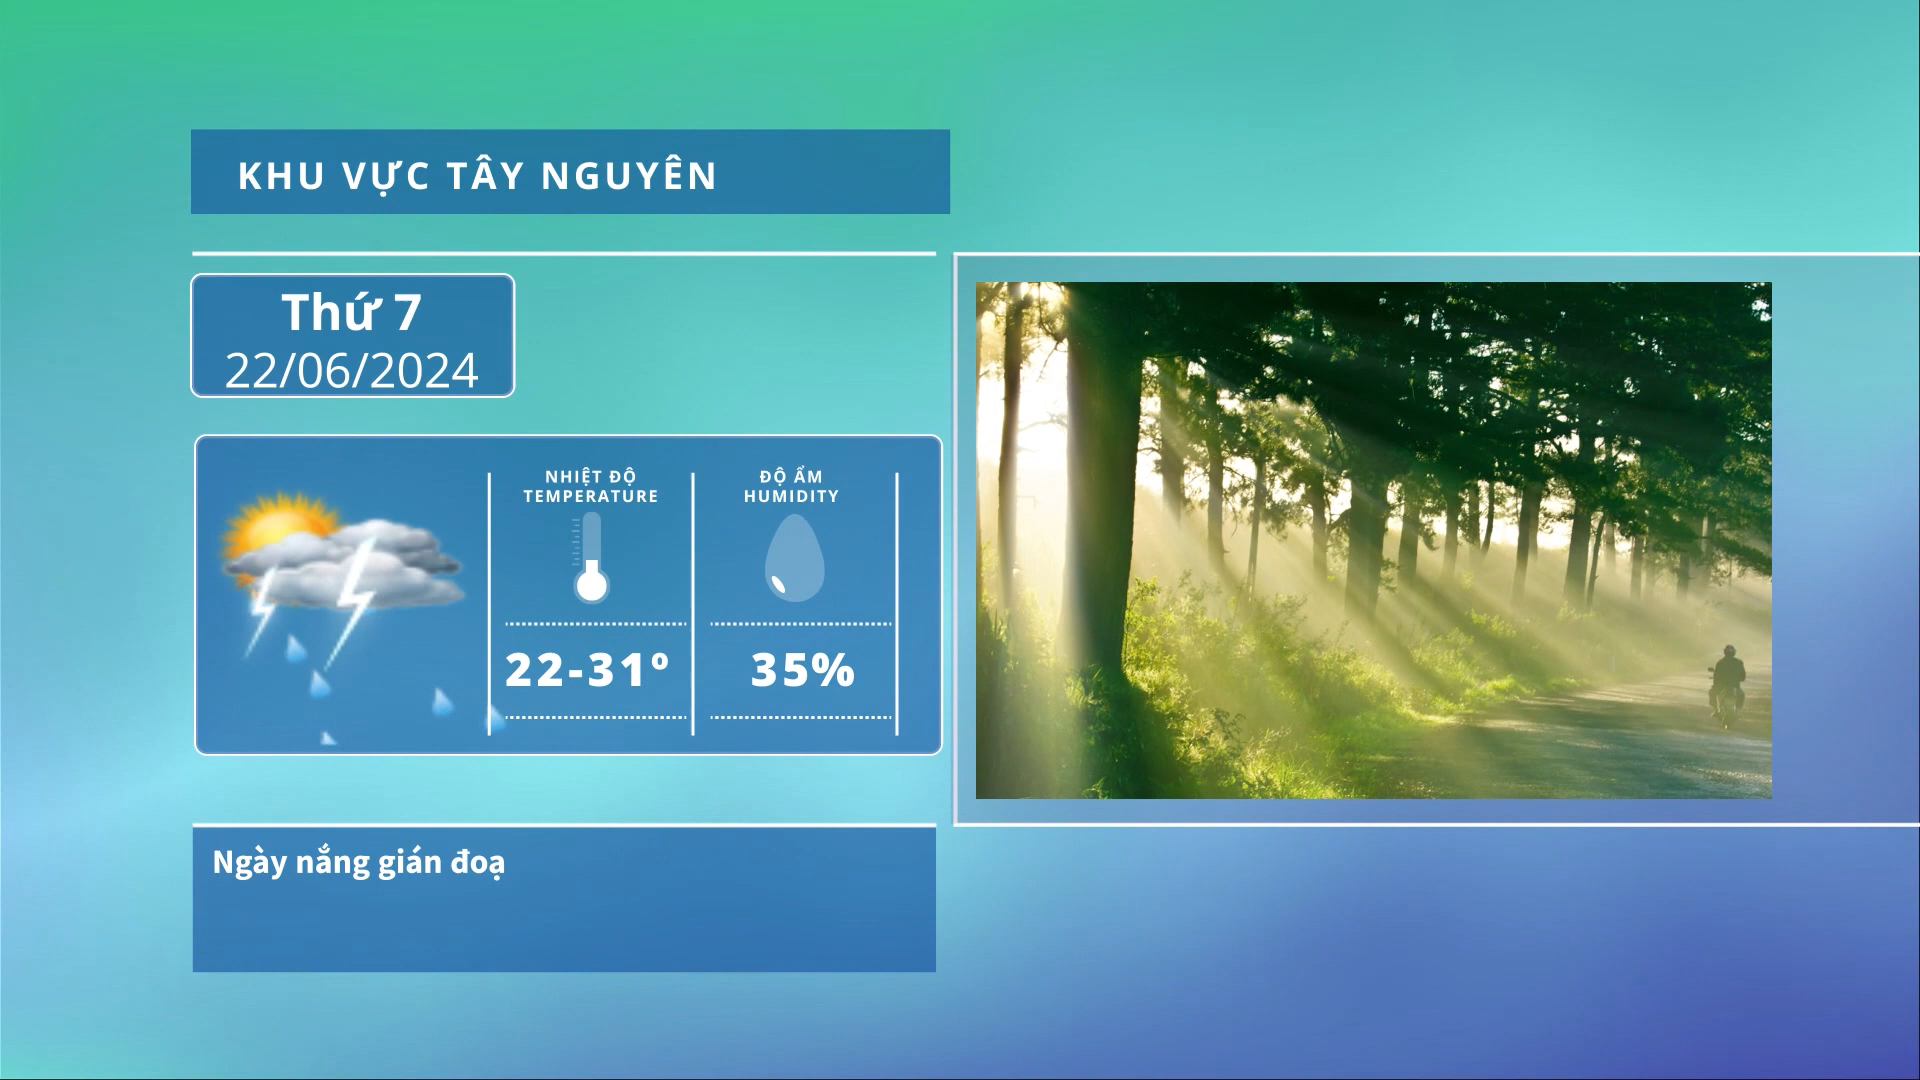 KHU VỰC TÂY NGUYÊN
Thứ 7
22/06/2024
NHIỆT ĐỘ
TEMPERATURE
22-31º
ĐỘ ẨM
HUMIDITY
35%
Ngày nắng gián đoạ